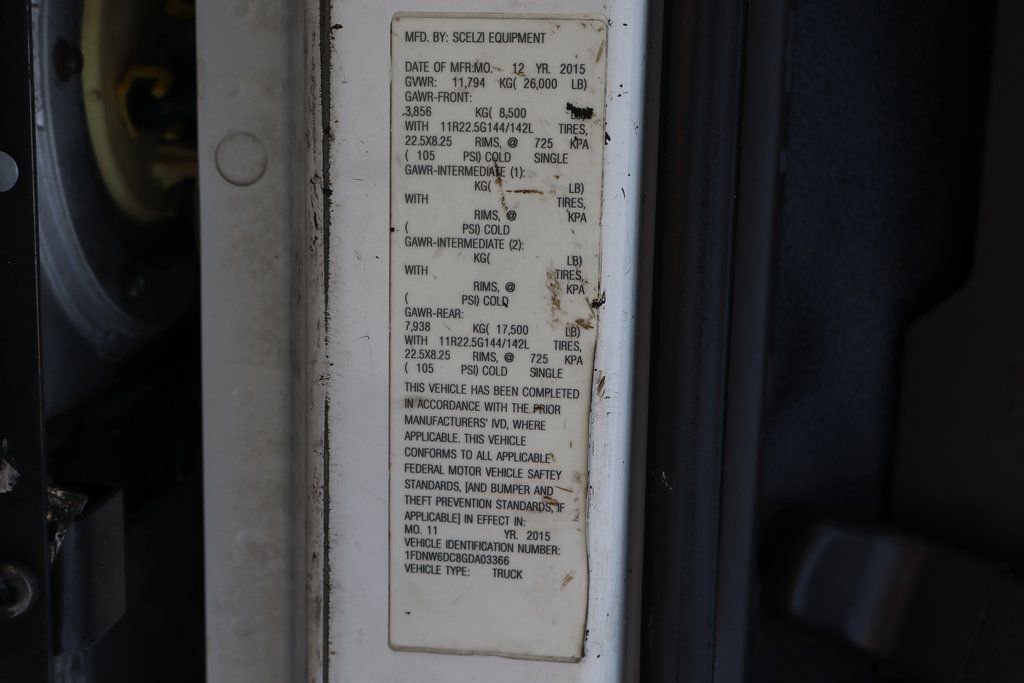 MFD. BY: SCELZI EQUIPMENT
DATE OF MFR:MO. 12 YR. 2015
GVWR: 11,794 KG( 26,000 LB)
GAWR-FRONT:
3,856 KG( 8,500
WITH 11R22.5G144/142L TIRES,
22.5X8.25 RIMS, @ 725 KPA
( 105 PSI) COLD SINGLE
GAWR-INTERMEDIATE (1):
KG( LB)
WITH TIRES,
RIMS, @ KPA
( PSI) COLD
GAWR-INTERMEDIATE (2):
KG( LB)
WITH TIRES,
RIMS, @ KPA
( PSI) COLD
GAWR-REAR:
7,938 KG( 17,500 LB)
WITH 11R22.5G144/142L TIRES,
22.5X8.25 RIMS, @ 725 KPA
( 105 PSI) COLD SINGLE
THIS VEHICLE HAS BEEN COMPLETED
IN ACCORDANCE WITH THE PRIOR
MANUFACTURERS' IVD, WHERE
APPLICABLE. THIS VEHICLE
CONFORMS TO ALL APPLICABLE
FEDERAL MOTOR VEHICLE SAFTEY
STANDARDS, [AND BUMPER AND
THEFT PREVENTION STANDARDS, IF
APPLICABLE] IN EFFECT IN:
MO. 11 YR. 2015
VEHICLE IDENTIFICATION NUMBER:
1FDNW6DC8GDA03366
VEHICLE TYPE: TRUCK